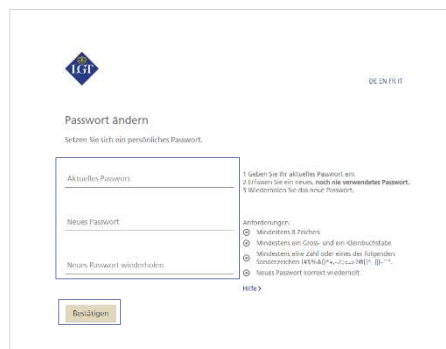 LGT
DE EN FR IT
Passwort ändern
Setzen Sie sich ein persönliches Passwort.
Aktuelles Passwort
1 Geben Sie Ihr aktuelles Passwort ein.
2 Erfassen Sie ein neues, noch nie verwendetes Passwort.
3 Wiederholen Sie das neue Passwort.
Neues Passwort
Anforderungen:
Mindestens 8 Zeichen
Mindestens ein Gross- und ein Kleinbuchstabe
Mindestens eine Zahl oder eines der folgenden
Sonderzeichen
Neues Passwort wiederholen
Neues Passwort korrekt wiederholt
Hilfe >
Bestätigen